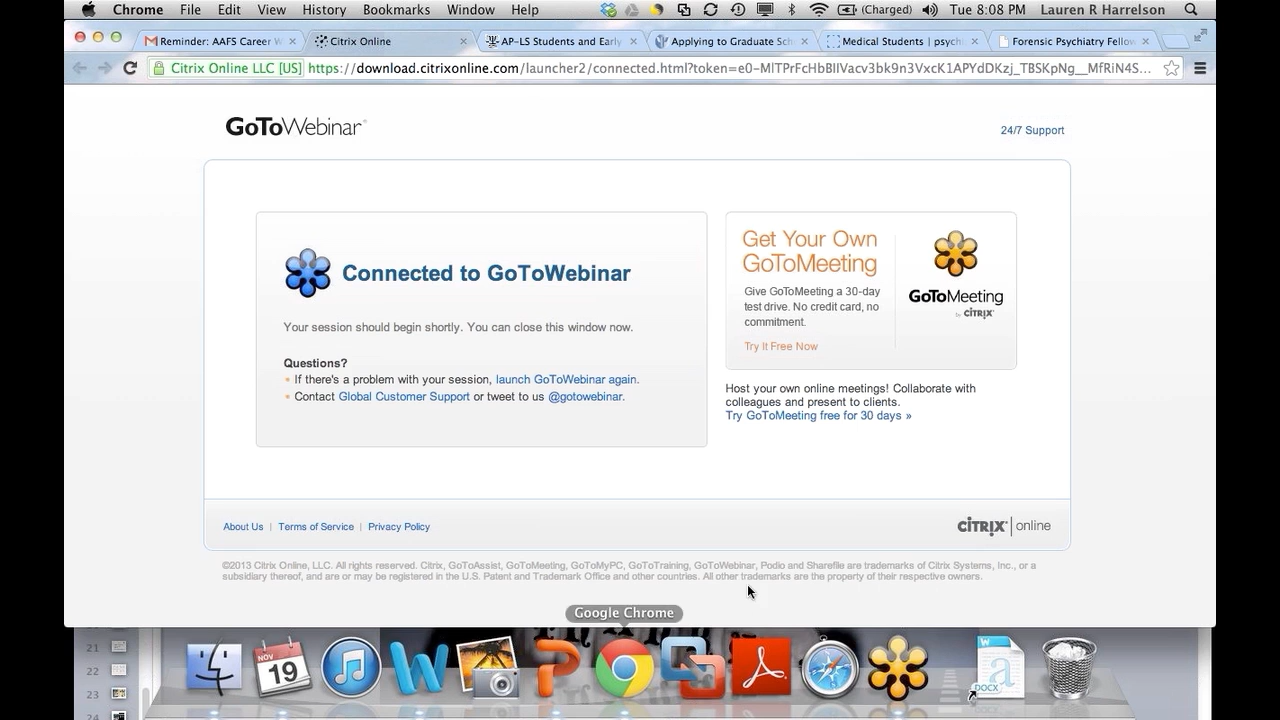 Chrome File Edit View History Bookmarks Window Help (Charged) Tue 8:08 PM Lauren R Harrelson
Reminder: AAFS Career W Citrix Online -LS Students and Early Applying to Graduate Sch Medical Students | psych Forensic Psychiatry Fellow
Citrix Online LLC [US] https://download.citrixonline.com/launcher2/connected.html?token=
GoToWebinar
24/7 Support
Connected to GoToWebinar
Your session should begin shortly. You can close this window now.
Questions?
If there's a problem with your session, launch GoToWebinar again.
Contact Global Customer Support or tweet to us @gotowebinar.
Get Your Own
GoToMeeting
Give GoToMeeting a 30-day
test drive. No credit card, no
commitment.
Try It Free Now
GoToMeeting
by CITRIX
Host your own online meetings! Collaborate with
colleagues and present to clients.
Try GoToMeeting free for 30 days »
About Us | Terms of Service | Privacy Policy
CITRIX | online
©2013 Citrix Online, LLC. All rights reserved. Citrix, GoToAssist, GoToMeeting, GoToMyPC, GoToTraining, GoToWebinar, Podio and Sharefile are trademarks of Citrix Systems, Inc., or a
subsidiary thereof, and are or may be registered in the U.S. Patent and Trademark Office and other countries. All other trademarks are the property of their respective owners.
Google Chrome
21
22
23
24
NOV
19
DOCX